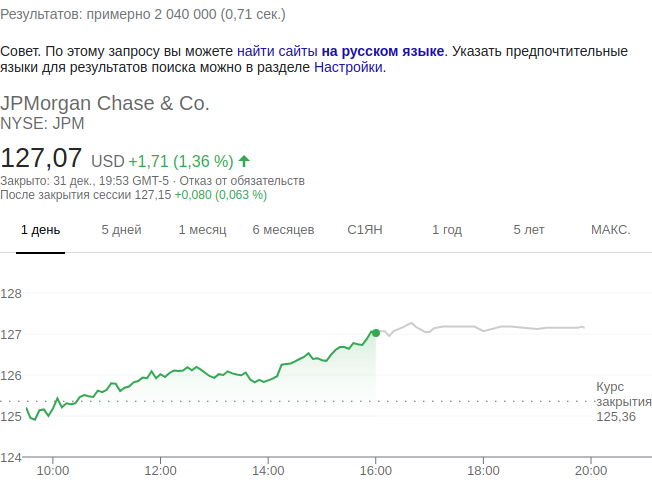 Результатов: примерно 2 040 000 (0,71 сек.)
Совет. По этому запросу вы можете найти сайты на русском языке. Указать предпочтительные
языки для результатов поиска можно в разделе Настройки.
JPMorgan Chase & Co.
NYSE: JPM
127,07 USD +1,71 (1,36 %)
Закрыто: 31 дек., 19:53 GMT-5 · Отказ от обязательств
После закрытия сессии 127,15 +0,080 (0,063 %)
1 день 5 дней 1 месяц 6 месяцев С1ЯН 1 год 5 лет МАКС.
128
127
126
Курс
закрытия
125,36
125
124
10:00 12:00 14:00 16:00 18:00 20:00